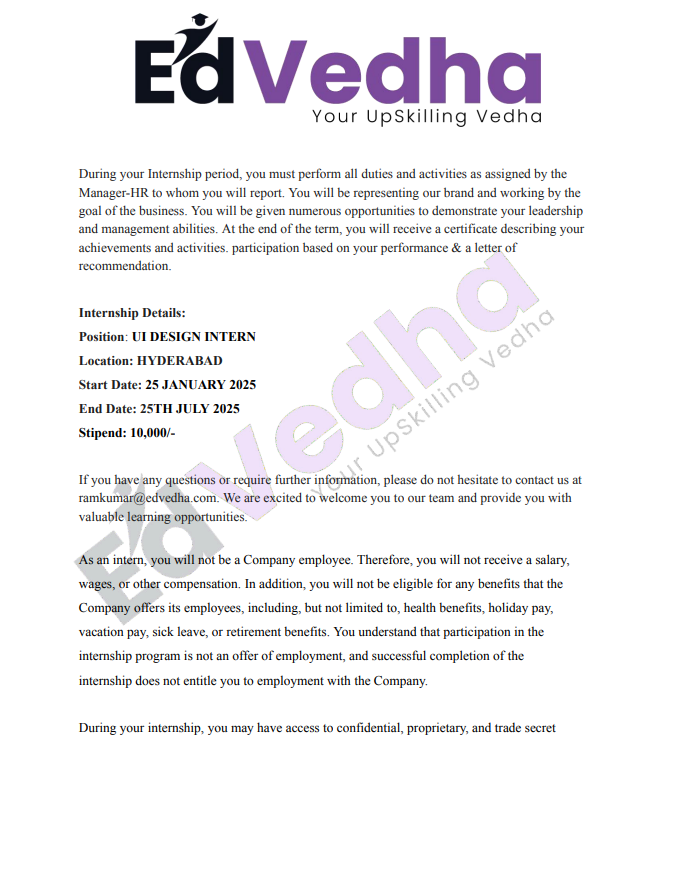 EdVedha
Your UpSkilling Vedha
During your Internship period, you must perform all duties and activities as assigned by the
Manager-HR to whom you will report. You will be representing our brand and working by the
goal of the business. You will be given numerous opportunities to demonstrate your leadership
and management abilities. At the end of the term, you will receive a certificate describing your
achievements and activities. participation based on your performance & a letter of
recommendation.
Internship Details:
Position: UI DESIGN INTERN
Location: HYDERABAD
Start Date: 25 JANUARY 2025
End Date: 25TH JULY 2025
Stipend: 10,000/-
If you have any questions or require further information, please do not hesitate to contact us at
ramkumar@edvedha.com. We are excited to welcome you to our team and provide you with
valuable learning opportunities.
As an intern, you will not be a Company employee. Therefore, you will not receive a salary,
wages, or other compensation. In addition, you will not be eligible for any benefits that the
Company offers its employees, including, but not limited to, health benefits, holiday pay,
vacation pay, sick leave, or retirement benefits. You understand that participation in the
internship program is not an offer of employment, and successful completion of the
internship does not entitle you to employment with the Company.
During your internship, you may have access to confidential, proprietary, and trade secret
EdVedha
Your UpSkilling Vedha